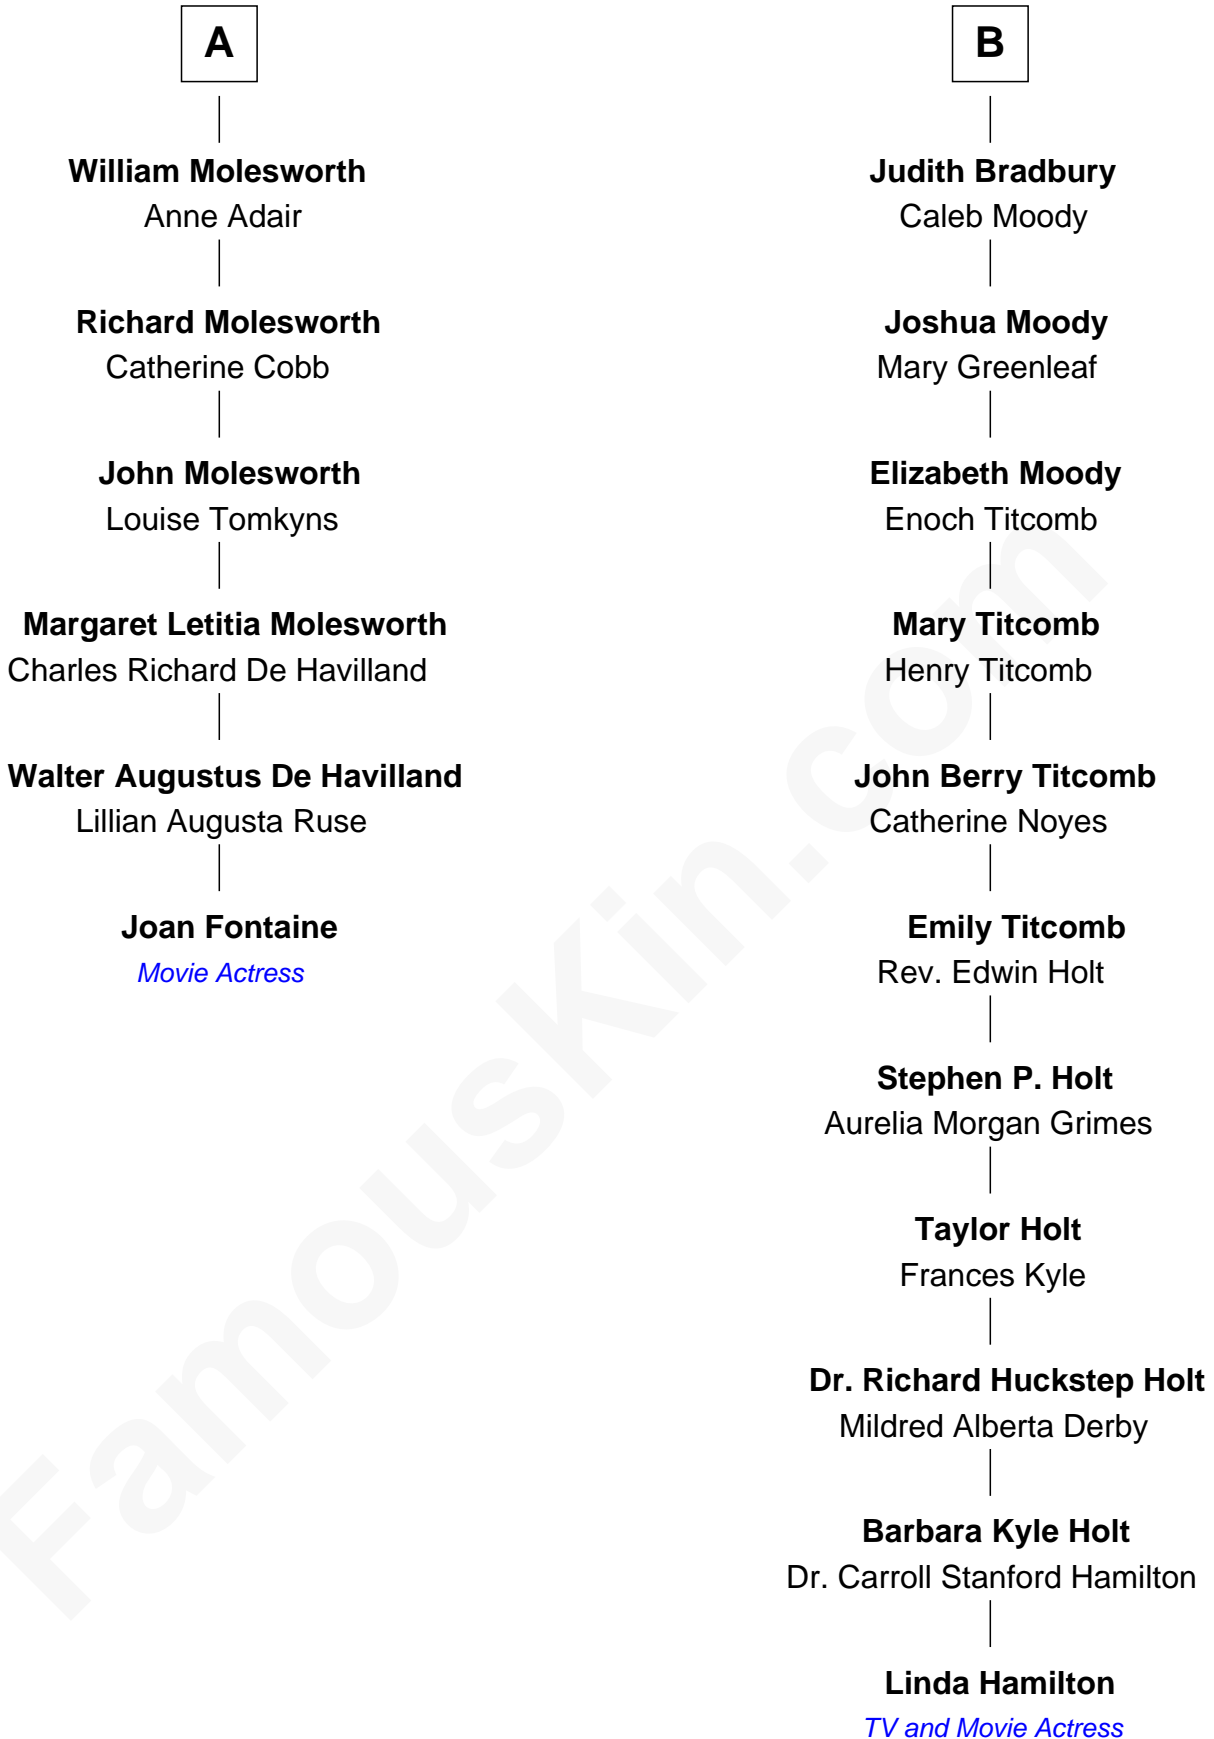 A
William Molesworth
Anne Adair
Richard Molesworth
Catherine Cobb
John Molesworth
Louise Tomkyns
Margaret Letitia Molesworth
Charles Richard De Havilland
Walter Augustus De Havilland
Lillian Augusta Ruse
Joan Fontaine
Movie Actress
B
Judith Bradbury
Caleb Moody
Joshua Moody
Mary Greenleaf
Elizabeth Moody
Enoch Titcomb
Mary Titcomb
Henry Titcomb
John Berry Titcomb
Catherine Noyes
Emily Titcomb
Rev. Edwin Holt
Stephen P. Holt
Aurelia Morgan Grimes
Taylor Holt
Frances Kyle
Dr. Richard Huckstep Holt
Mildred Alberta Derby
Barbara Kyle Holt
Dr. Carroll Stanford Hamilton
Linda Hamilton
TV and Movie Actress
FamousKin.com